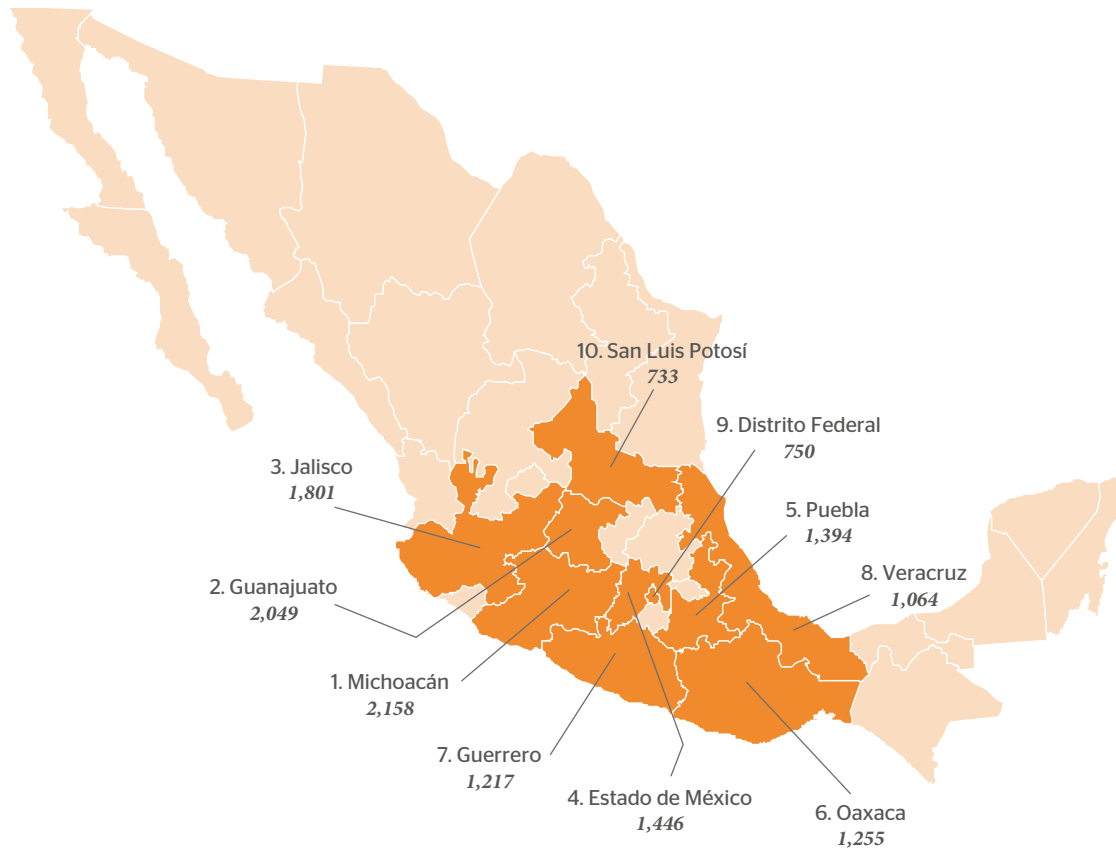 10. San Luis Potosí
733
9. Distrito Federal
750
3. Jalisco
1,801
5. Puebla
1,394
8. Veracruz
1,064
2. Guanajuato
2,049
1. Michoacán
2,158
7. Guerrero
1,217
4. Estado de México
1,446
6. Oaxaca
1,255